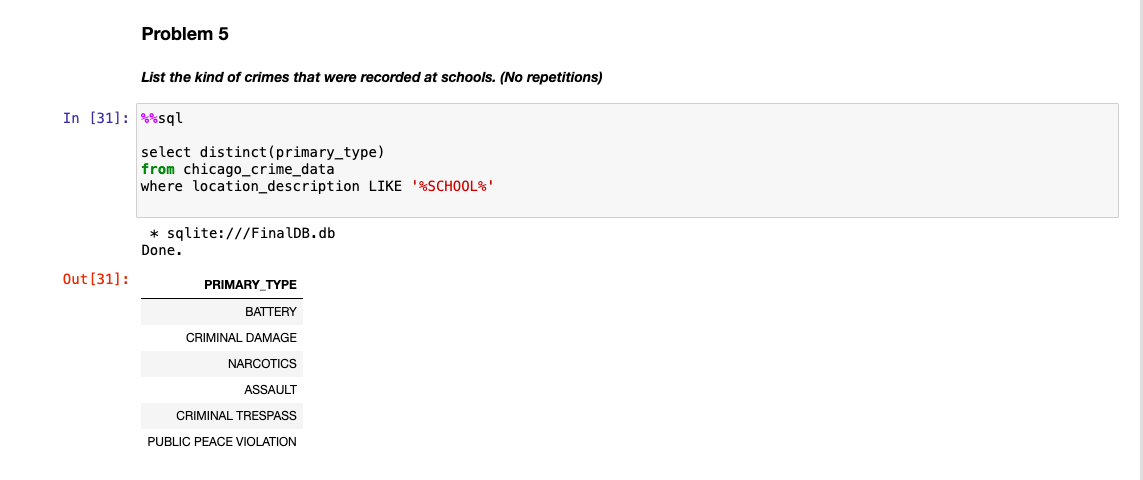 Problem 5
List the kind of crimes that were recorded at schools. (No repetitions)
In [31]: %%sql
select distinct(primary_type)
from chicago_crime_data
where location_description LIKE '%SCHOOL%'
* sqlite:///FinalDB.db
Done.
Out[31]: PRIMARY_TYPE
BATTERY
CRIMINAL DAMAGE
NARCOTICS
ASSAULT
CRIMINAL TRESPASS
PUBLIC PEACE VIOLATION